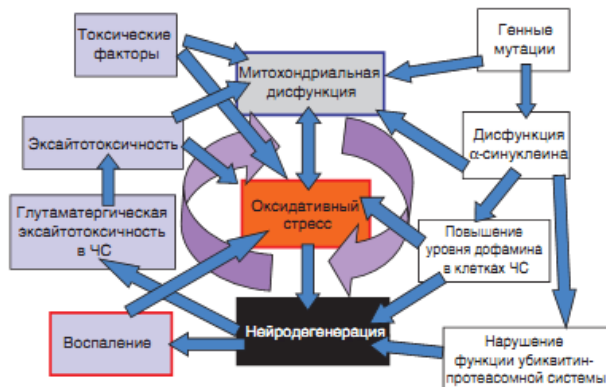 Токсические
факторы
Генные
мутации
Митохондриальная
дисфункция
Эксайтотоксичность
Дисфункция
α-синуклеина
Глутаматергическая
эксайтотоксичность
в ЧС
Оксидативный
стресс
Повышение
уровня дофамина
в клетках ЧС
Воспаление
Нейродегенерация
Нарушение
функции убиквитин-
протеасомной системы